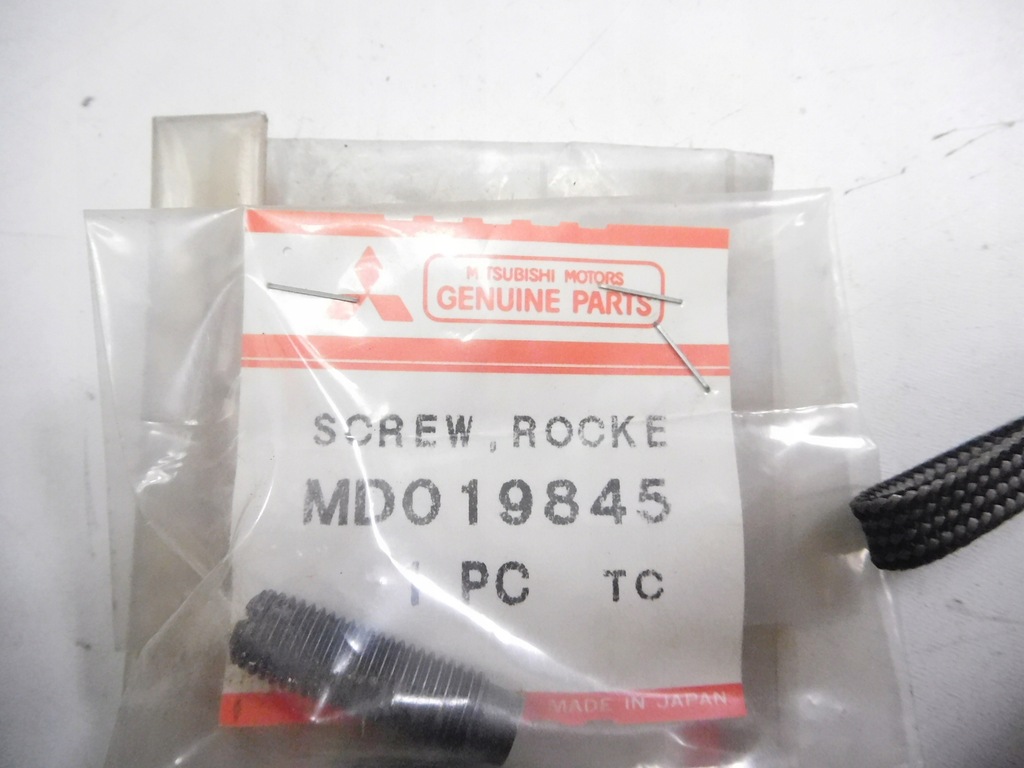 MITSUBISHI MOTORS
GENUINE PARTS
SCREW, ROCKE
MD019845
1 PC TC
MADE IN JAPAN